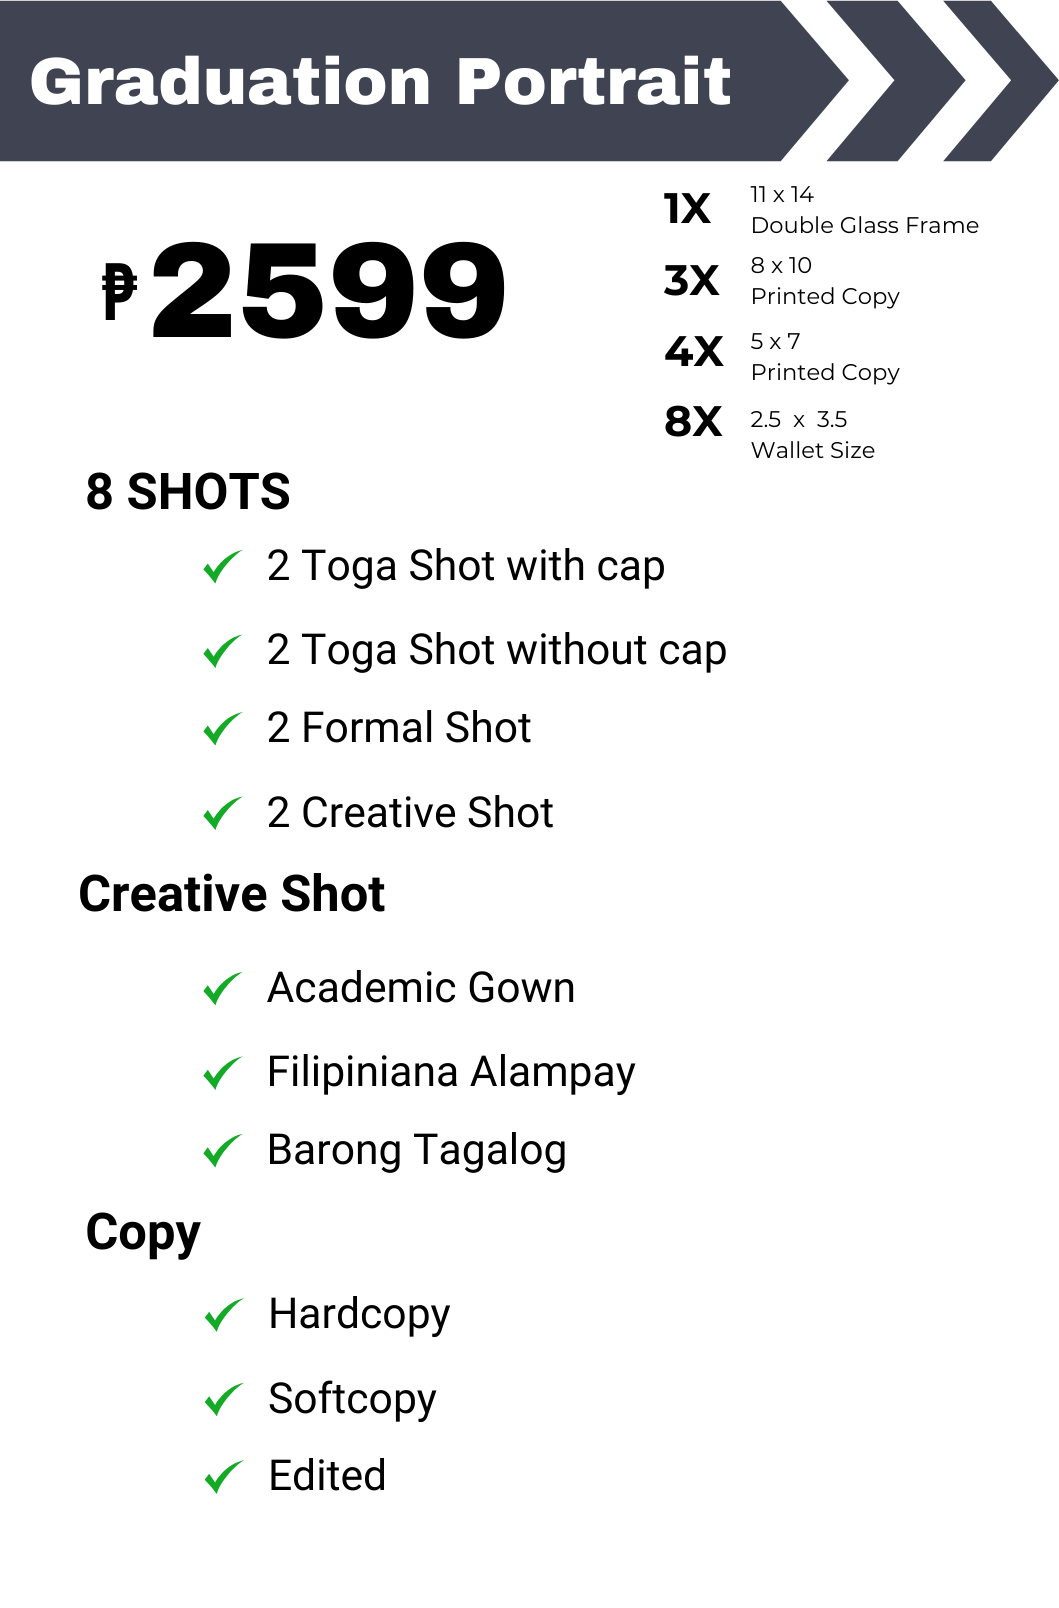 Graduation Portrait
₱2599
1X
11 x 14
Double Glass Frame
3X
8 x 10
Printed Copy
4X
5 x 7
Printed Copy
8X
2.5 x 3.5
Wallet Size
8 SHOTS
2 Toga Shot with cap
2 Toga Shot without cap
2 Formal Shot
2 Creative Shot
Creative Shot
Academic Gown
Filipiniana Alampay
Barong Tagalog
Copy
Hardcopy
Softcopy
Edited